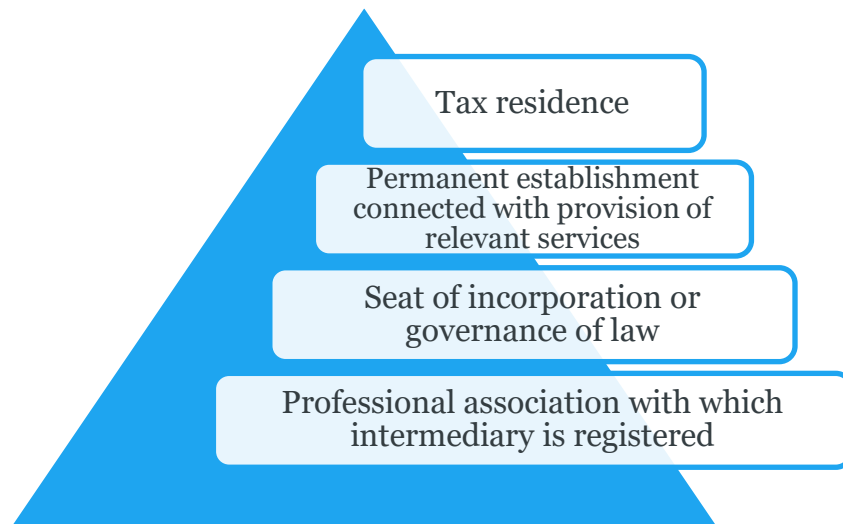 Tax residence
Permanent establishment
connected with provision of
relevant services
Seat of incorporation or
governance of law
Professional association with which
intermediary is registered